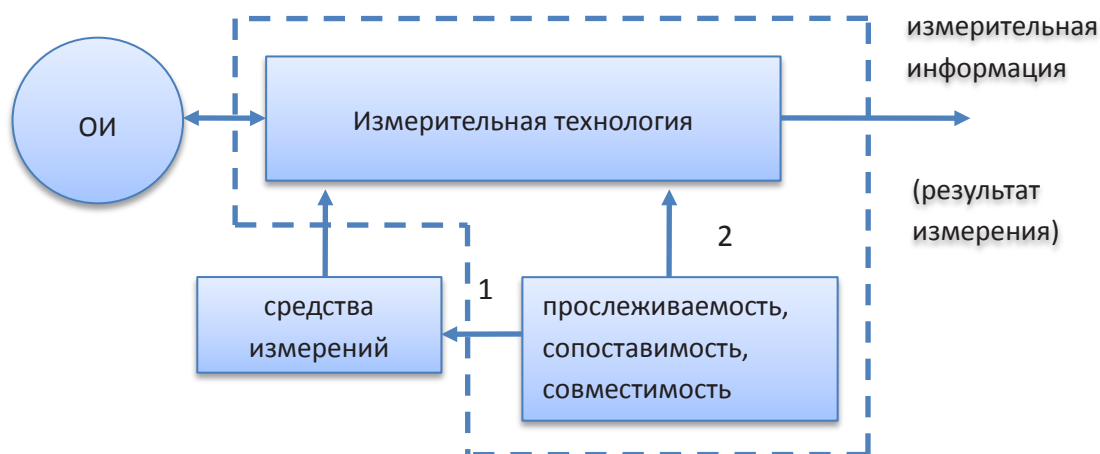 ОИ
Измерительная технология
измерительная
информация
(результат
измерения)
2
1
средства
измерений
прослеживаемость,
сопоставимость,
совместимость